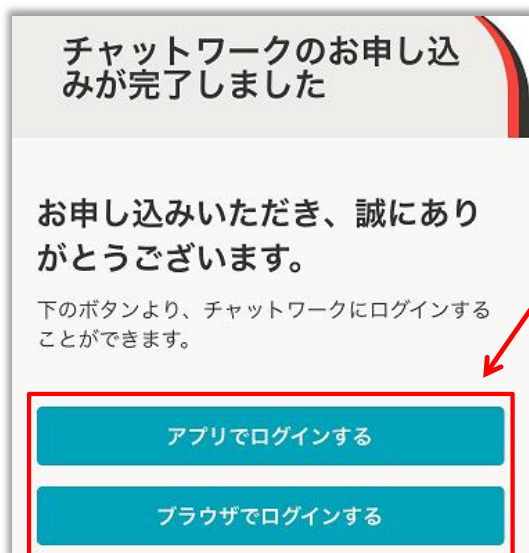 チャットワークのお申し込
みが完了しました
お申し込みいただき、誠にあり
がとうございます。
下のボタンより、チャットワークにログインする
ことができます。
アプリでログインする
ブラウザでログインする